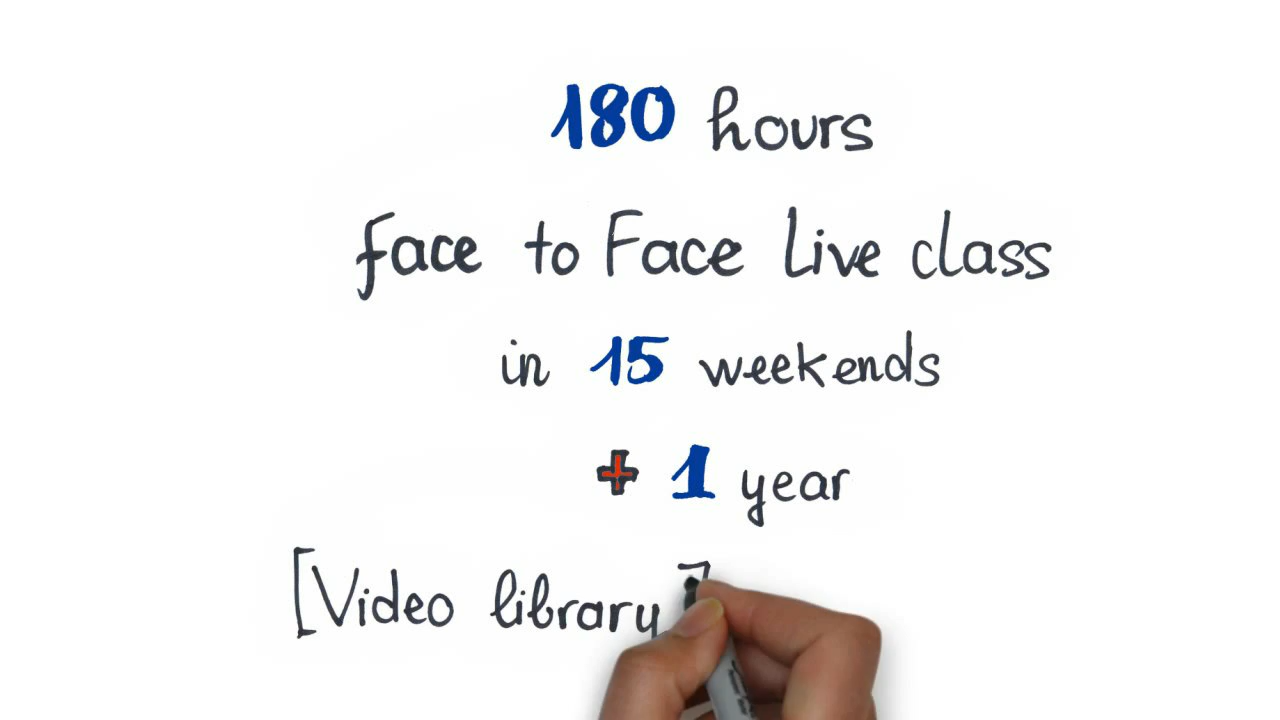 180 hours
face to Face Live class
in 15 weekends
+ 1 year
[Video library]